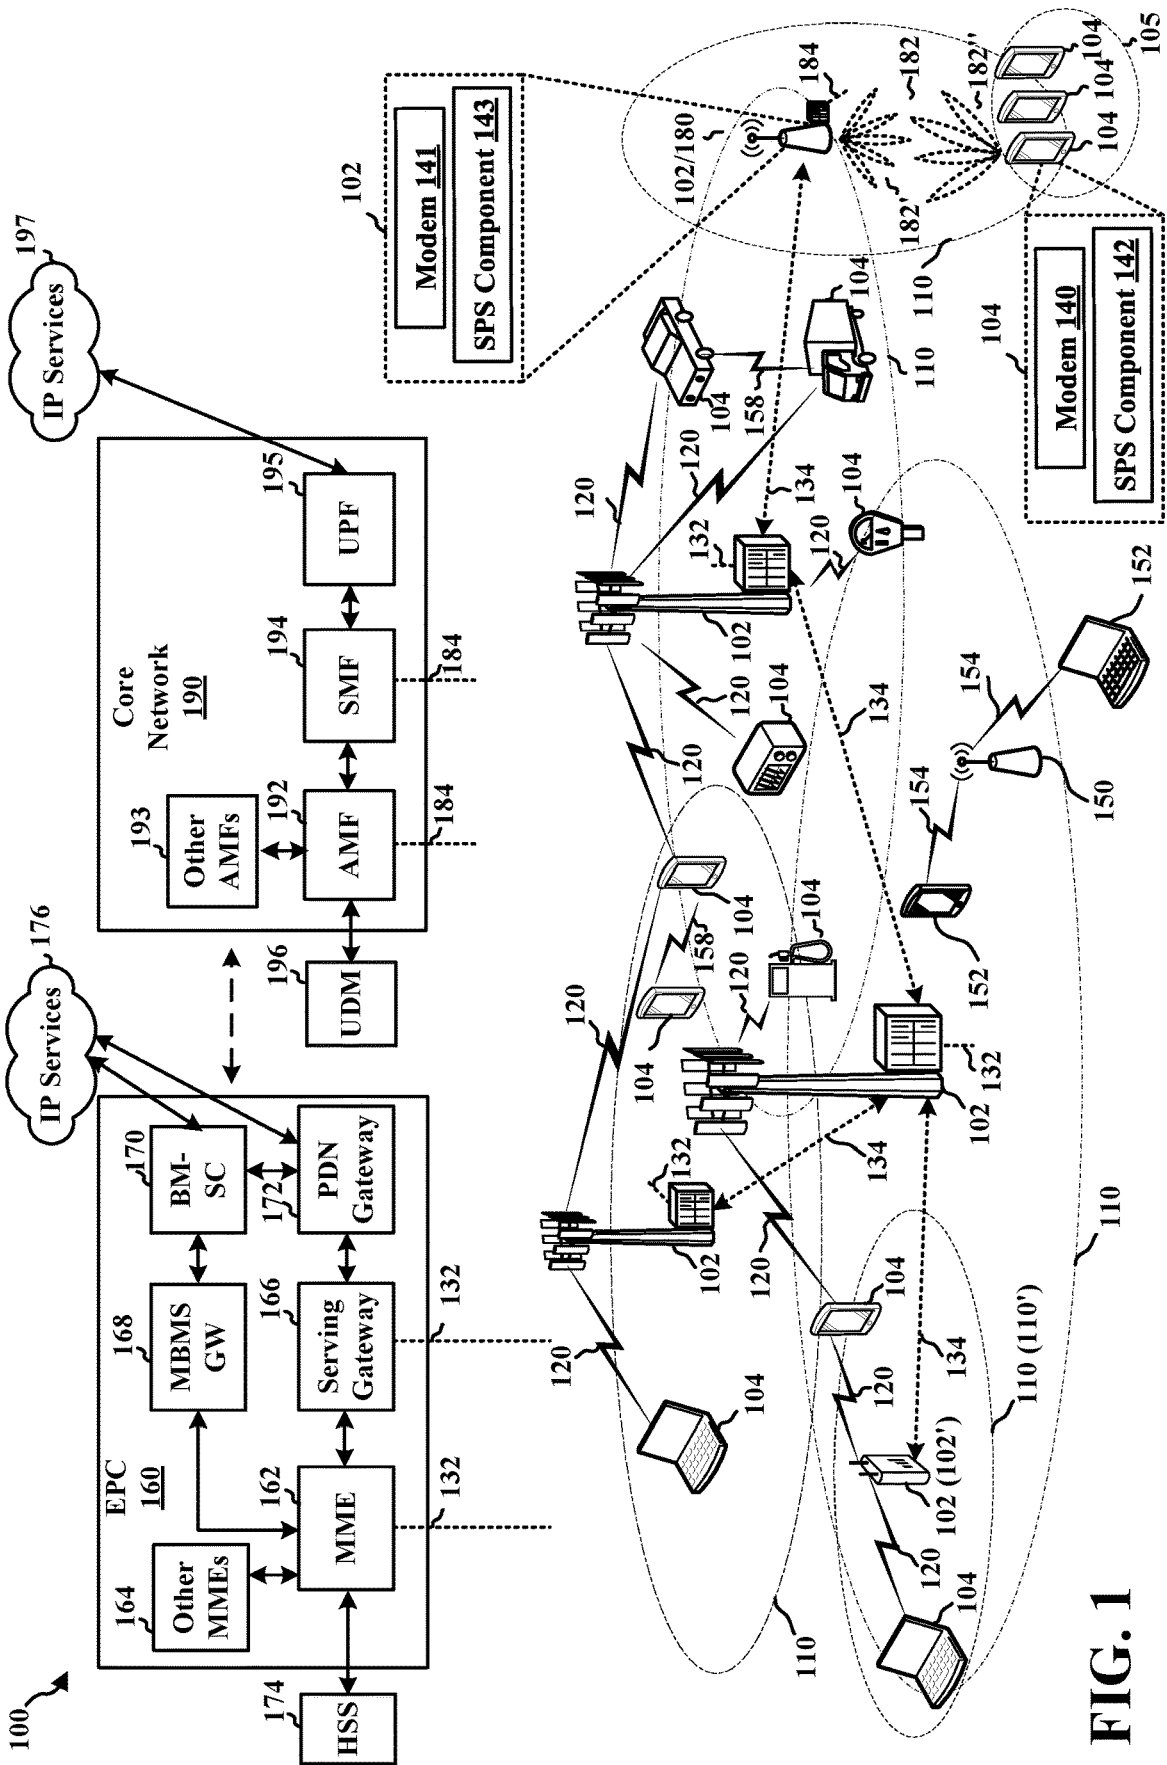 100
HSS
174
EPC
160
Other
MMEs
164
MME
162
132
MBMS
GW
168
Serving
Gateway
166
132
BM-
SC
170
PDN
Gateway
172
IP Services
176
UDM
196
Core
Network
190
Other
AMFs
193
AMF
192
184
SMF
194
184
UPF
195
IP Services
197
102
Modem 141
SPS Component 143
104
Modem 140
SPS Component 142
102/180
184
182
182'
182''
104
104
104
105
110
110
104
104
158
120
120
134
132
102
120
104
120
104
120
134
152
154
150
154
152
104
158
104
120
120
104
132
102
134
120
132
102
120
104
110
120
104
120
134
102 (102')
120
104
110 (110')
110
FIG. 1